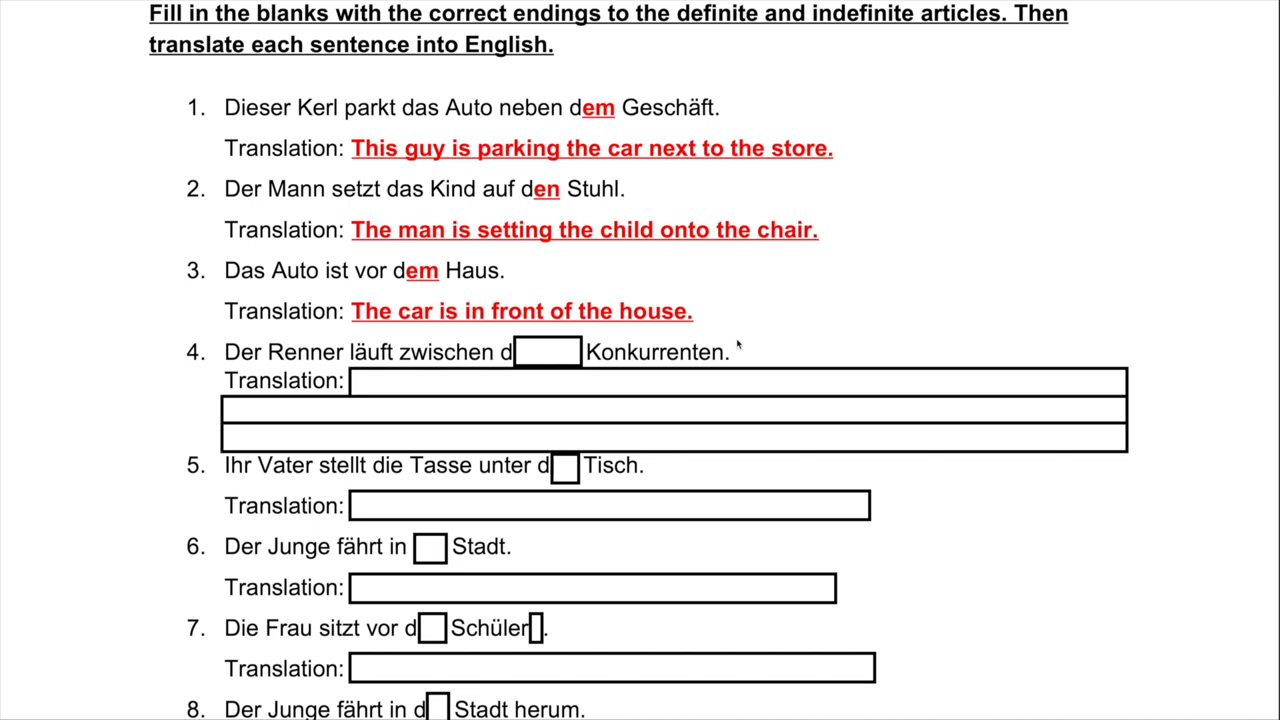 Fill in the blanks with the correct endings to the definite and indefinite articles. Then
translate each sentence into English.
1. Dieser Kerl parkt das Auto neben dem Geschäft.
Translation: This guy is parking the car next to the store.
2. Der Mann setzt das Kind auf den Stuhl.
Translation: The man is setting the child onto the chair.
3. Das Auto ist vor dem Haus.
Translation: The car is in front of the house.
4. Der Renner läuft zwischen d Konkurrenten.
Translation:
5. Ihr Vater stellt die Tasse unter d Tisch.
Translation:
6. Der Junge fährt in Stadt.
Translation:
7. Die Frau sitzt vor d Schüler .
Translation:
8. Der Junge fährt in d Stadt herum.